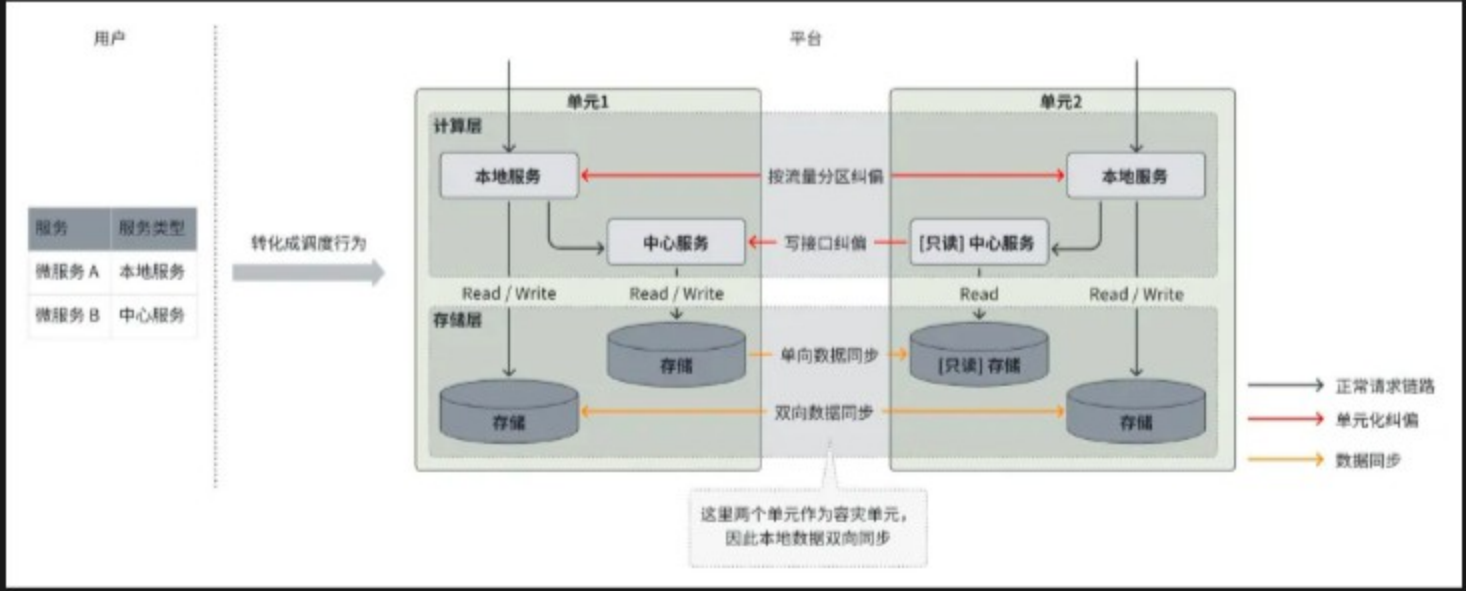 用户
平台
服务 服务类型
微服务 A 本地服务
微服务 B 中心服务
转化成调度行为
单元1
单元2
计算层
本地服务
按流量分区纠偏
本地服务
中心服务
写接口纠偏
[只读] 中心服务
Read / Write
Read / Write
Read
Read / Write
存储层
存储
单向数据同步
[只读] 存储
存储
双向数据同步
存储
正常请求链路
单元化纠偏
数据同步
这里两个单元作为容灾单元，
因此本地数据双向同步